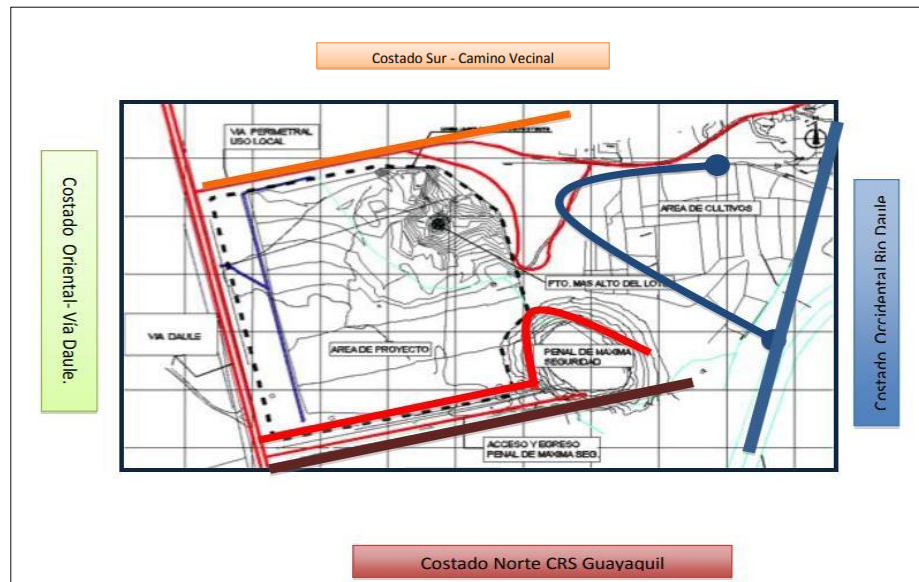 Costado Sur - Camino Vecinal
VIA PERIMETRAL
USO LOCAL
Costado Oriental- Vía Daule.
AREA DE CULTIVOS
Costado Occidental Rio Daule
PTO. MAS ALTO DEL LOTE
VIA DAULE
AREA DE PROYECTO
PENAL DE MAXIMA
SEGURIDAD
ACCESO Y EGRESO
PENAL DE MAXIMA SEG.
Costado Norte CRS Guayaquil